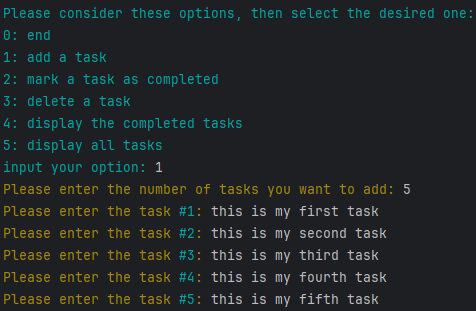 Please consider these options, then select the desired one:
0: end
1: add a task
2: mark a task as completed
3: delete a task
4: display the completed tasks
5: display all tasks
input your option: 1
Please enter the number of tasks you want to add: 5
Please enter the task #1: this is my first task
Please enter the task #2: this is my second task
Please enter the task #3: this is my third task
Please enter the task #4: this is my fourth task
Please enter the task #5: this is my fifth task